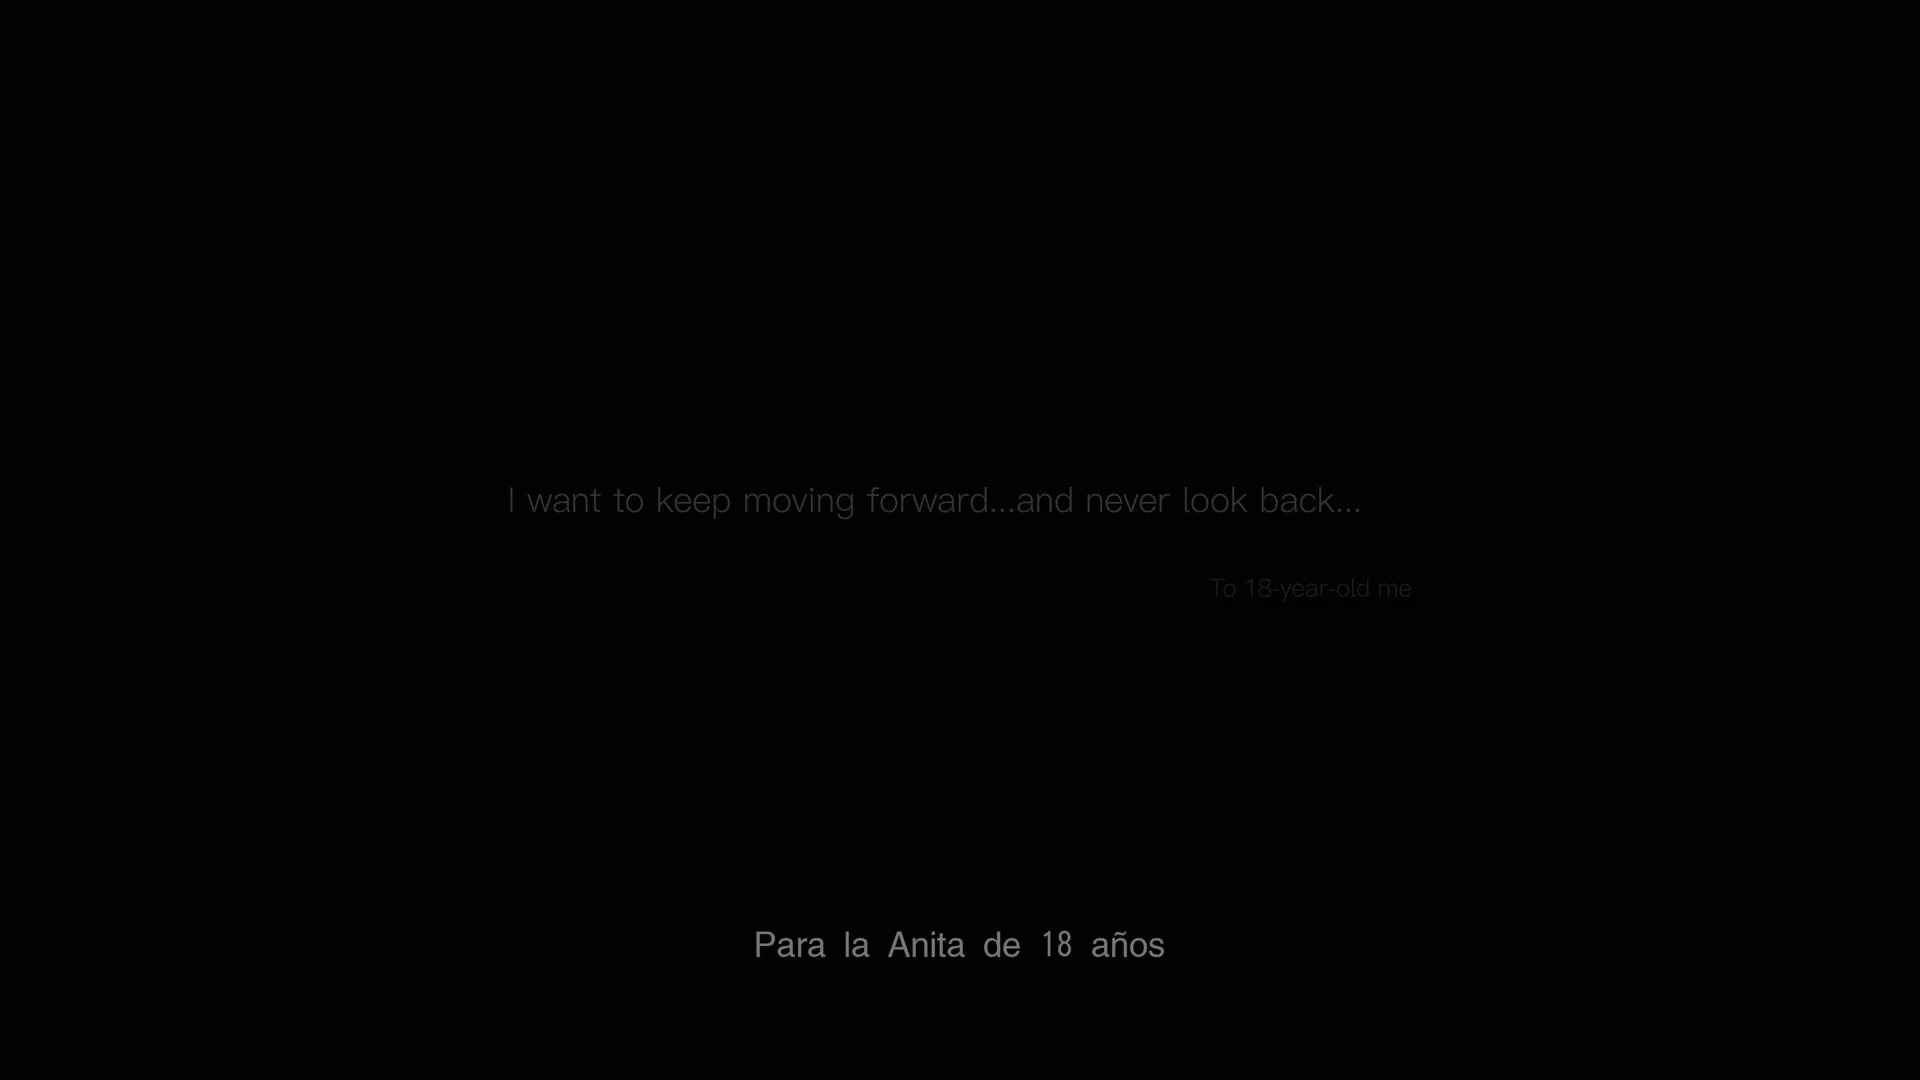 I want to keep moving forward...and never look back...
To 18-year-old me
Para la Anita de 18 años